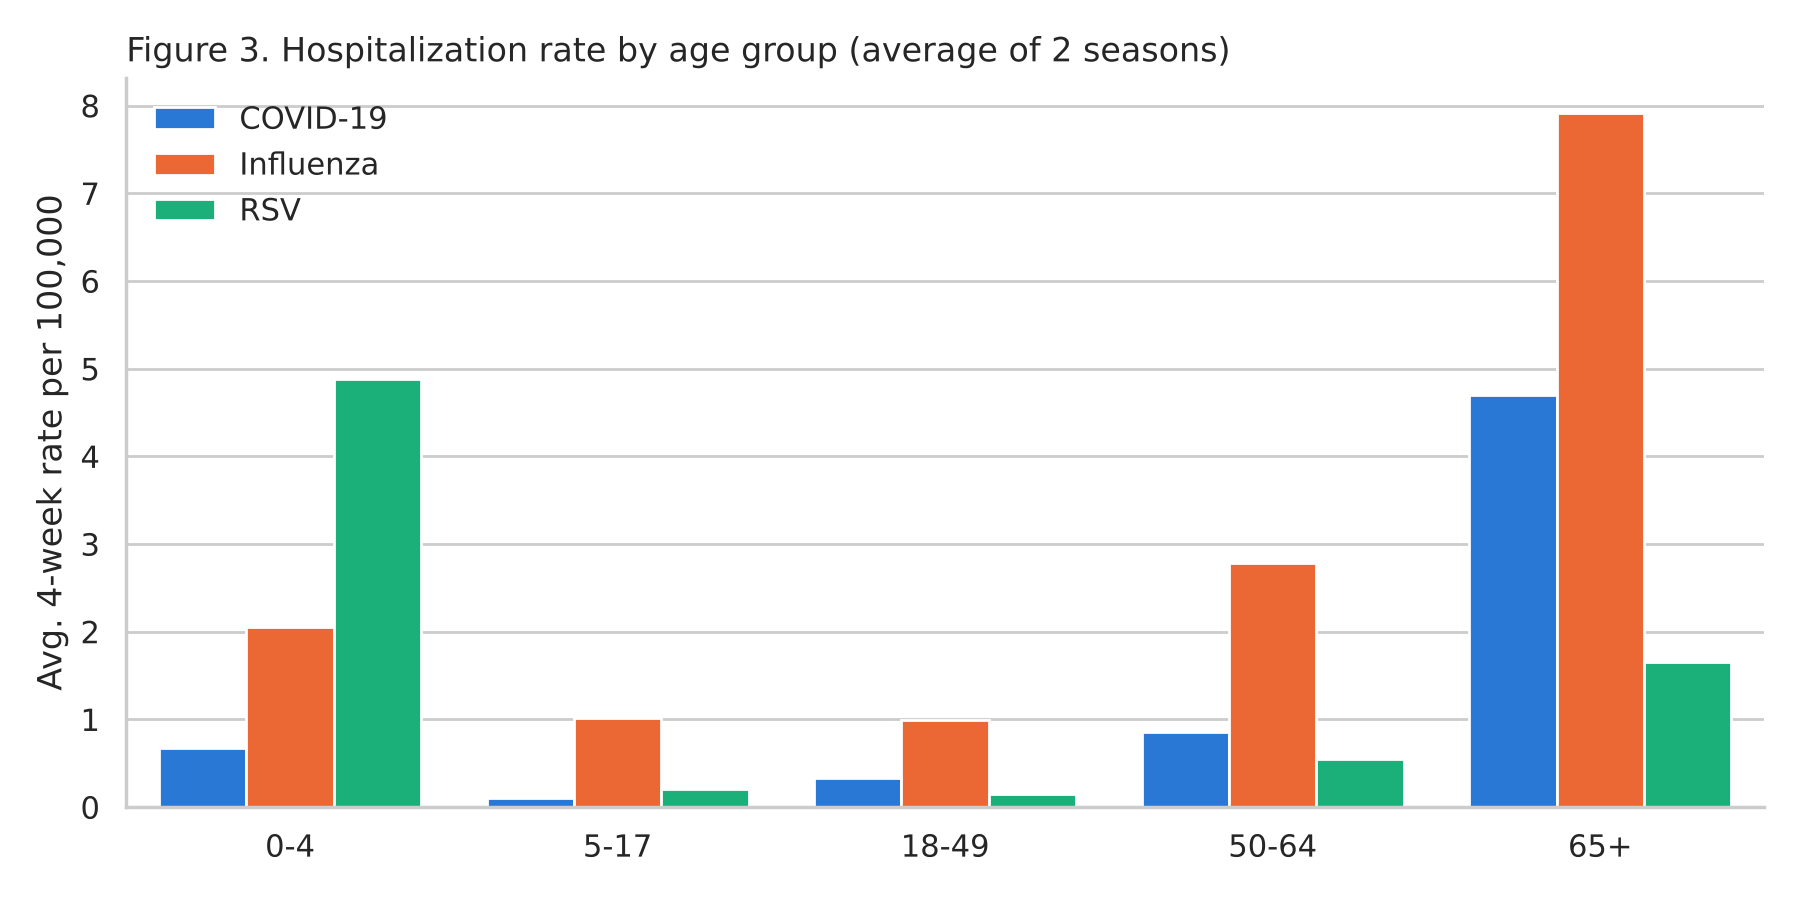 Figure 3. Hospitalization rate by age group (average of 2 seasons)
COVID-19
Influenza
RSV
Avg. 4-week rate per 100,000
8
7
6
5
4
3
2
1
0
0-4
5-17
18-49
50-64
65+